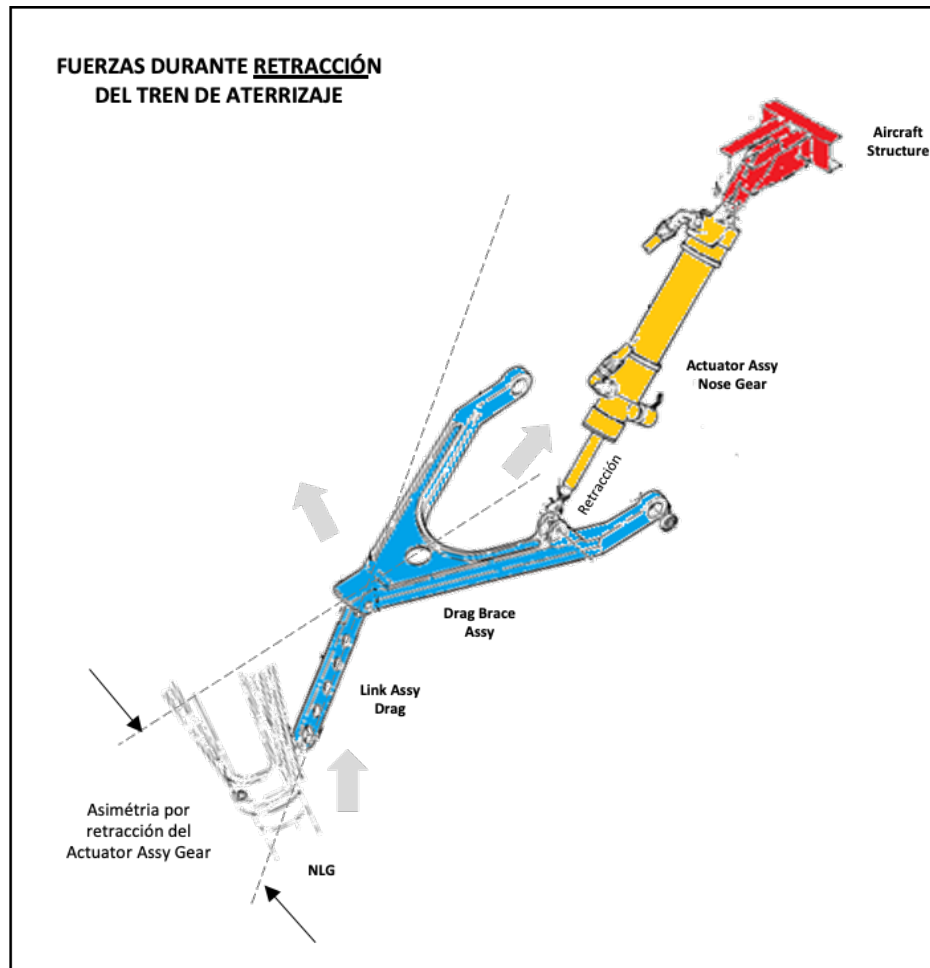 FUERZAS DURANTE RETRACCIÓN
DEL TREN DE ATERRIZAJE
Aircraft
Structure
Actuator Assy
Nose Gear
Retracción
Drag Brace
Assy
Link Assy
Drag
Asimétria por
retracción del
Actuator Assy Gear
NLG